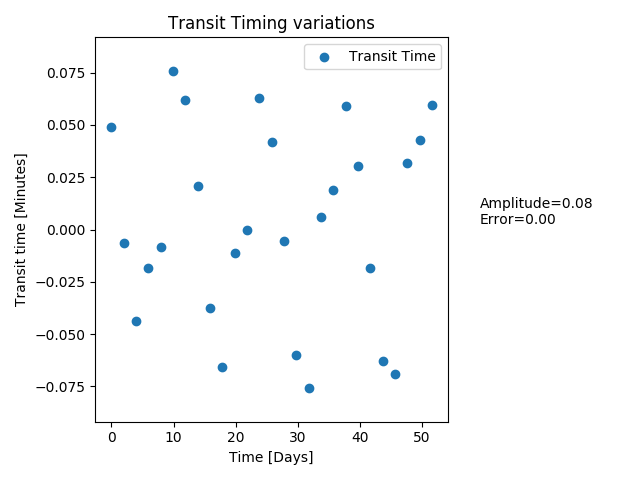 Transit Timing variations
Transit Time
0.075
0.050
0.025
0.000
−0.025
−0.050
−0.075
Transit time [Minutes]
0 10 20 30 40 50
Time [Days]
Amplitude=0.08
Error=0.00